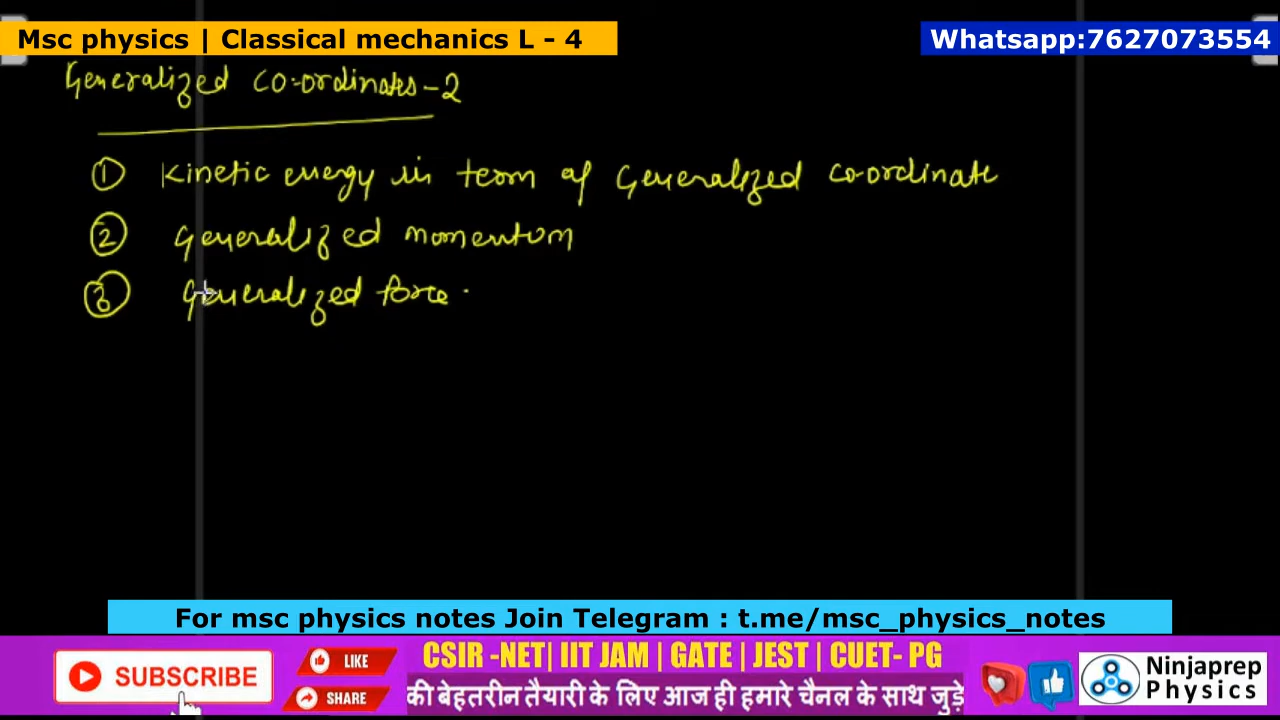 Msc physics | Classical mechanics L - 4
Whatsapp:7627073554
Generalized co-ordinates-2
① Kinetic energy in term of Generalized co-ordinate
② Generalized momentum
③ Generalized force .
For msc physics notes Join Telegram : t.me/msc_physics_notes
SUBSCRIBE
LIKE
SHARE
CSIR -NET| IIT JAM | GATE | JEST | CUET- PG
की बेहतरीन तैयारी के लिए आज ही हमारे चैनल के साथ जुड़े
Ninjaprep
Physics